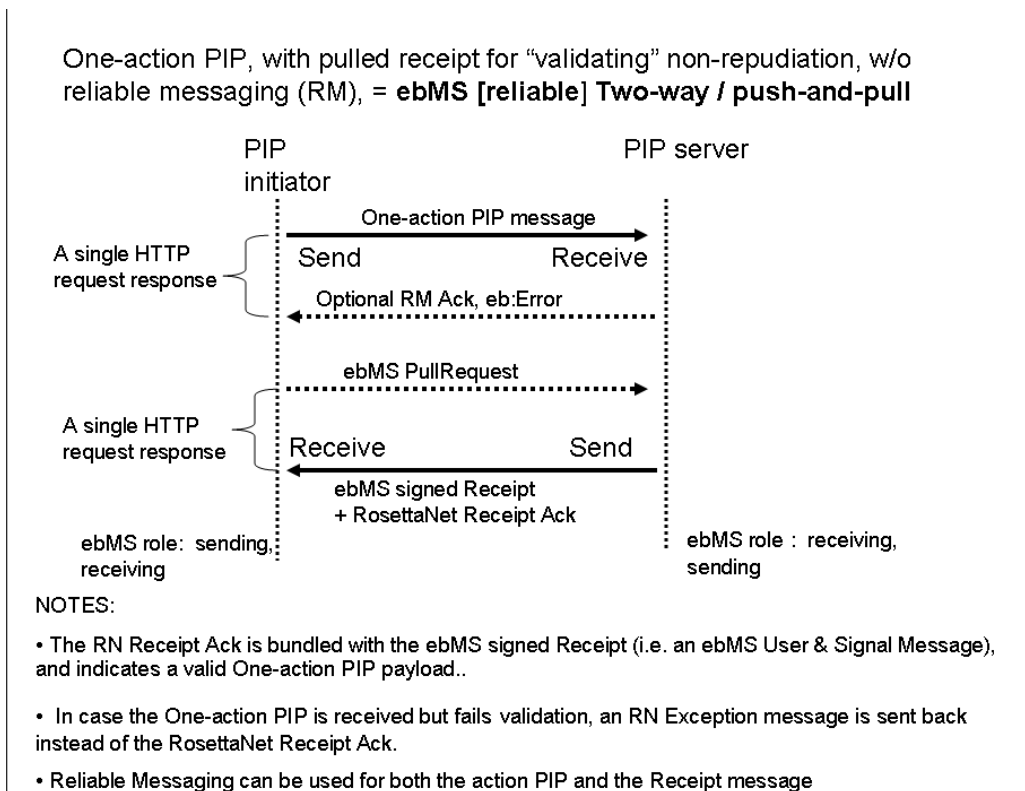 One-action PIP, with pulled receipt for “validating” non-repudiation, w/o
reliable messaging (RM), = ebMS [reliable] Two-way / push-and-pull
PIP
initiator
PIP server
One-action PIP message
A single HTTP
request response
Send
Receive
Optional RM Ack, eb:Error
ebMS PullRequest
A single HTTP
request response
Receive
Send
ebMS signed Receipt
+ RosettaNet Receipt Ack
ebMS role: sending,
receiving
ebMS role : receiving,
sending
NOTES:
• The RN Receipt Ack is bundled with the ebMS signed Receipt (i.e. an ebMS User & Signal Message),
and indicates a valid One-action PIP payload..
• In case the One-action PIP is received but fails validation, an RN Exception message is sent back
instead of the RosettaNet Receipt Ack.
• Reliable Messaging can be used for both the action PIP and the Receipt message